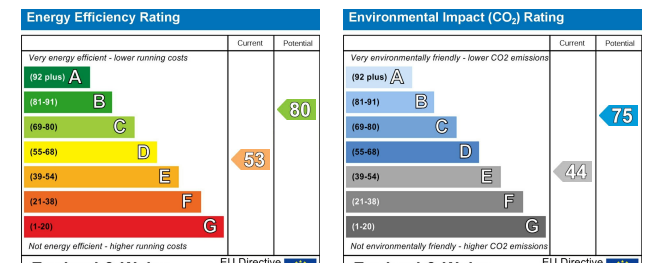 Energy Efficiency Rating
Current Potential
Very energy efficient - lower running costs
(92 plus) A
(81-91) B
(69-80) C
(55-68) D
(39-54) E
(21-38) F
(1-20) G
53
80
Not energy efficient - higher running costs
EU Directive
Environmental Impact (CO₂) Rating
Current Potential
Very environmentally friendly - lower CO2 emissions
(92 plus) A
(81-91) B
(69-80) C
(55-68) D
(39-54) E
(21-38) F
(1-20) G
44
75
Not environmentally friendly - higher CO2 emissions
EU Directive